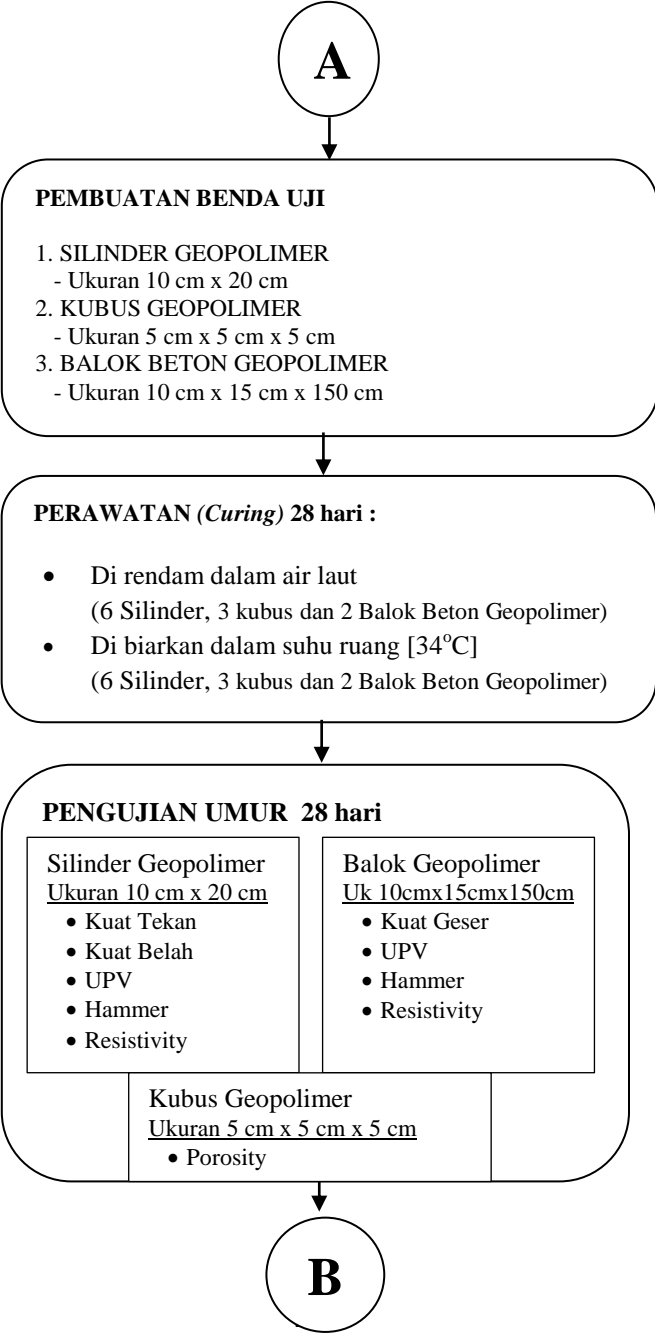 A
PEMBUATAN BENDA UJI
1. SILINDER GEOPOLIMER
- Ukuran 10 cm x 20 cm
2. KUBUS GEOPOLIMER
- Ukuran 5 cm x 5 cm x 5 cm
3. BALOK BETON GEOPOLIMER
- Ukuran 10 cm x 15 cm x 150 cm
PERAWATAN (Curing) 28 hari :
• Di rendam dalam air laut
(6 Silinder, 3 kubus dan 2 Balok Beton Geopolimer)
• Di biarkan dalam suhu ruang [34°C]
(6 Silinder, 3 kubus dan 2 Balok Beton Geopolimer)
PENGUJIAN UMUR 28 hari
Silinder Geopolimer
Ukuran 10 cm x 20 cm
• Kuat Tekan
• Kuat Belah
• UPV
• Hammer
• Resistivity
Balok Geopolimer
Uk 10cmx15cmx150cm
• Kuat Geser
• UPV
• Hammer
• Resistivity
Kubus Geopolimer
Ukuran 5 cm x 5 cm x 5 cm
• Porosity
B